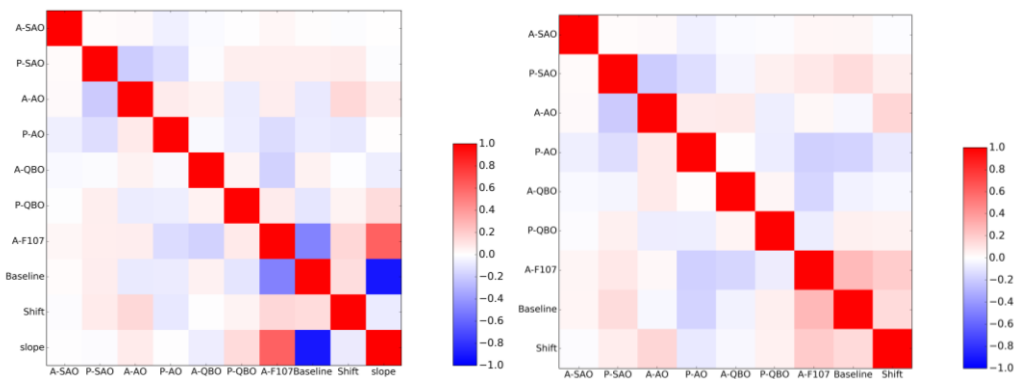 A-SAO
P-SAO
A-AO
P-AO
A-QBO
P-QBO
A-F107
Baseline
Shift
slope
A-SAO P-SAO A-AO P-AO A-QBO P-QBO A-F107 Baseline Shift slope
1.0
0.8
0.6
0.4
0.2
0.0
−0.2
−0.4
−0.6
−0.8
−1.0
A-SAO
P-SAO
A-AO
P-AO
A-QBO
P-QBO
A-F107
Baseline
Shift
A-SAO P-SAO A-AO P-AO A-QBO P-QBO A-F107 Baseline Shift
1.0
0.8
0.6
0.4
0.2
0.0
−0.2
−0.4
−0.6
−0.8
−1.0